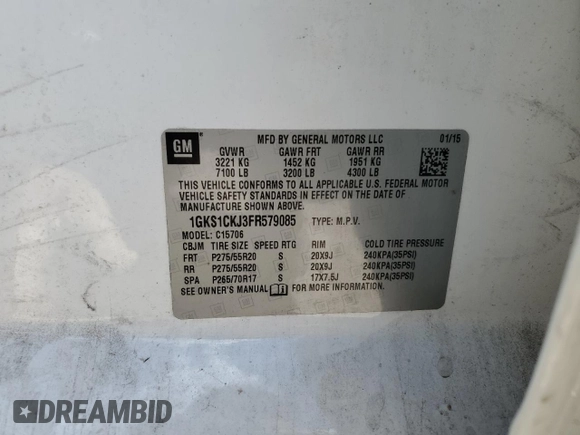 GM
MFD BY GENERAL MOTORS LLC 01/15
GVWR GAWR FRT GAWR RR
3221 KG 1452 KG 1951 KG
7100 LB 3200 LB 4300 LB
THIS VEHICLE CONFORMS TO ALL APPLICABLE U.S. FEDERAL MOTOR
VEHICLE SAFETY STANDARDS IN EFFECT ON THE DATE OF
MANUFACTURE SHOWN ABOVE.
1GKS1CKJ3FR579085 TYPE: M.P.V.
MODEL: C15706
CBJM TIRE SIZE SPEED RTG RIM COLD TIRE PRESSURE
FRT P275/55R20 S 20X9J 240KPA(35PSI)
RR P275/55R20 S 20X9J 240KPA(35PSI)
SPA P265/70R17 S 17X7.5J 240KPA(35PSI)
SEE OWNER'S MANUAL FOR MORE INFORMATION.
DREAMBID